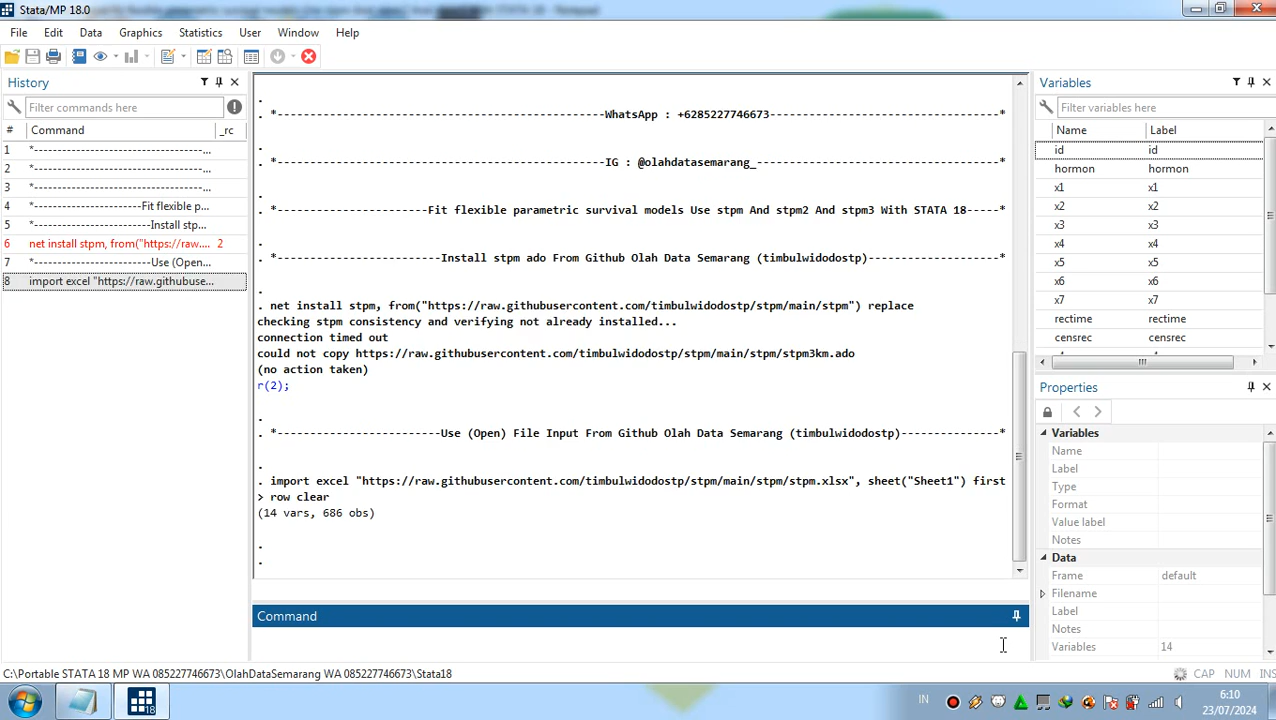 Stata/MP 18.0
File Edit Data Graphics Statistics User Window Help
History
Filter commands here
# Command _rc
1 *-----------------------------------...
2 *-----------------------------------...
3 *-----------------------------------...
4 *-----------------------Fit flexible p...
5 *-------------------------Install stp...
6 net install stpm, from("https://raw.... 2
7 *-------------------------Use (Open...
8 import excel "https://raw.githubuse...
.
. *----------------------------------------------WhatsApp : +6285227746673--------------------------------*
.
. *----------------------------------------------IG : @olahdatasemarang_----------------------------------*
.
. *---------------------Fit flexible parametric survival models Use stpm And stpm2 And stpm3 With STATA 18-----*
.
. *-----------------------Install stpm ado From Github Olah Data Semarang (timbulwidodostp)-------------------*
.
. net install stpm, from("https://raw.githubusercontent.com/timbulwidodostp/stpm/main/stpm") replace
checking stpm consistency and verifying not already installed...
connection timed out
could not copy https://raw.githubusercontent.com/timbulwidodostp/stpm/main/stpm/stpm3km.ado
(no action taken)
r(2);
.
. *-----------------------Use (Open) File Input From Github Olah Data Semarang (timbulwidodostp)---------------*
.
. import excel "https://raw.githubusercontent.com/timbulwidodostp/stpm/main/stpm/stpm.xlsx", sheet("Sheet1") first
> row clear
(14 vars, 686 obs)
.
.
Command
Variables
Filter variables here
Name Label
id id
hormon hormon
x1 x1
x2 x2
x3 x3
x4 x4
x5 x5
x6 x6
x7 x7
rectime rectime
censrec censrec
Properties
Variables
Name
Label
Type
Format
Value label
Notes
Data
Frame default
Filename
Label
Notes
Variables 14
C:\Portable STATA 18 MP WA 085227746673\OlahDataSemarang WA 085227746673\Stata18
CAP NUM INS
18
IN
6:10
23/07/2024